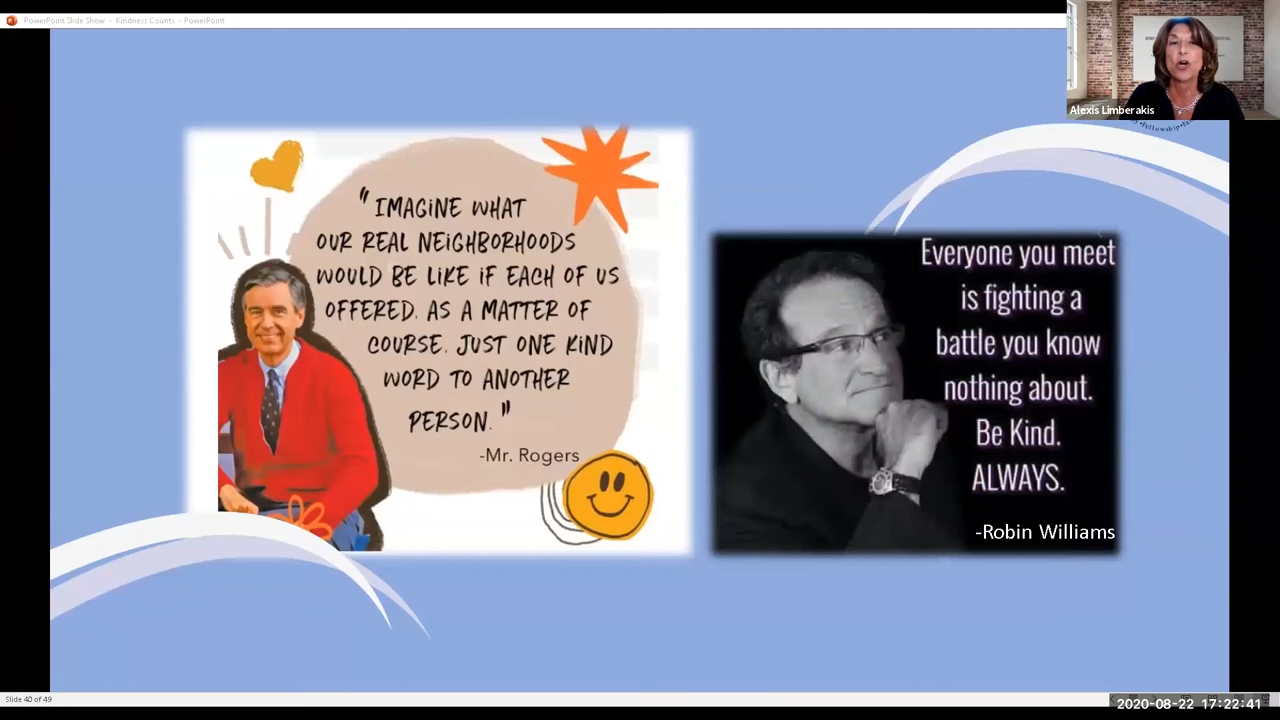 PowerPoint Slide Show - Kindness Counts - PowerPoint
Alexis Limberakis
"IMAGINE WHAT
OUR REAL NEIGHBORHOODS
WOULD BE LIKE IF EACH OF US
OFFERED, AS A MATTER OF
COURSE, JUST ONE KIND
WORD TO ANOTHER
PERSON."
-Mr. Rogers
Everyone you meet
is fighting a
battle you know
nothing about.
Be Kind.
ALWAYS.
-Robin Williams
Slide 40 of 49
2020-08-22 17:22:41